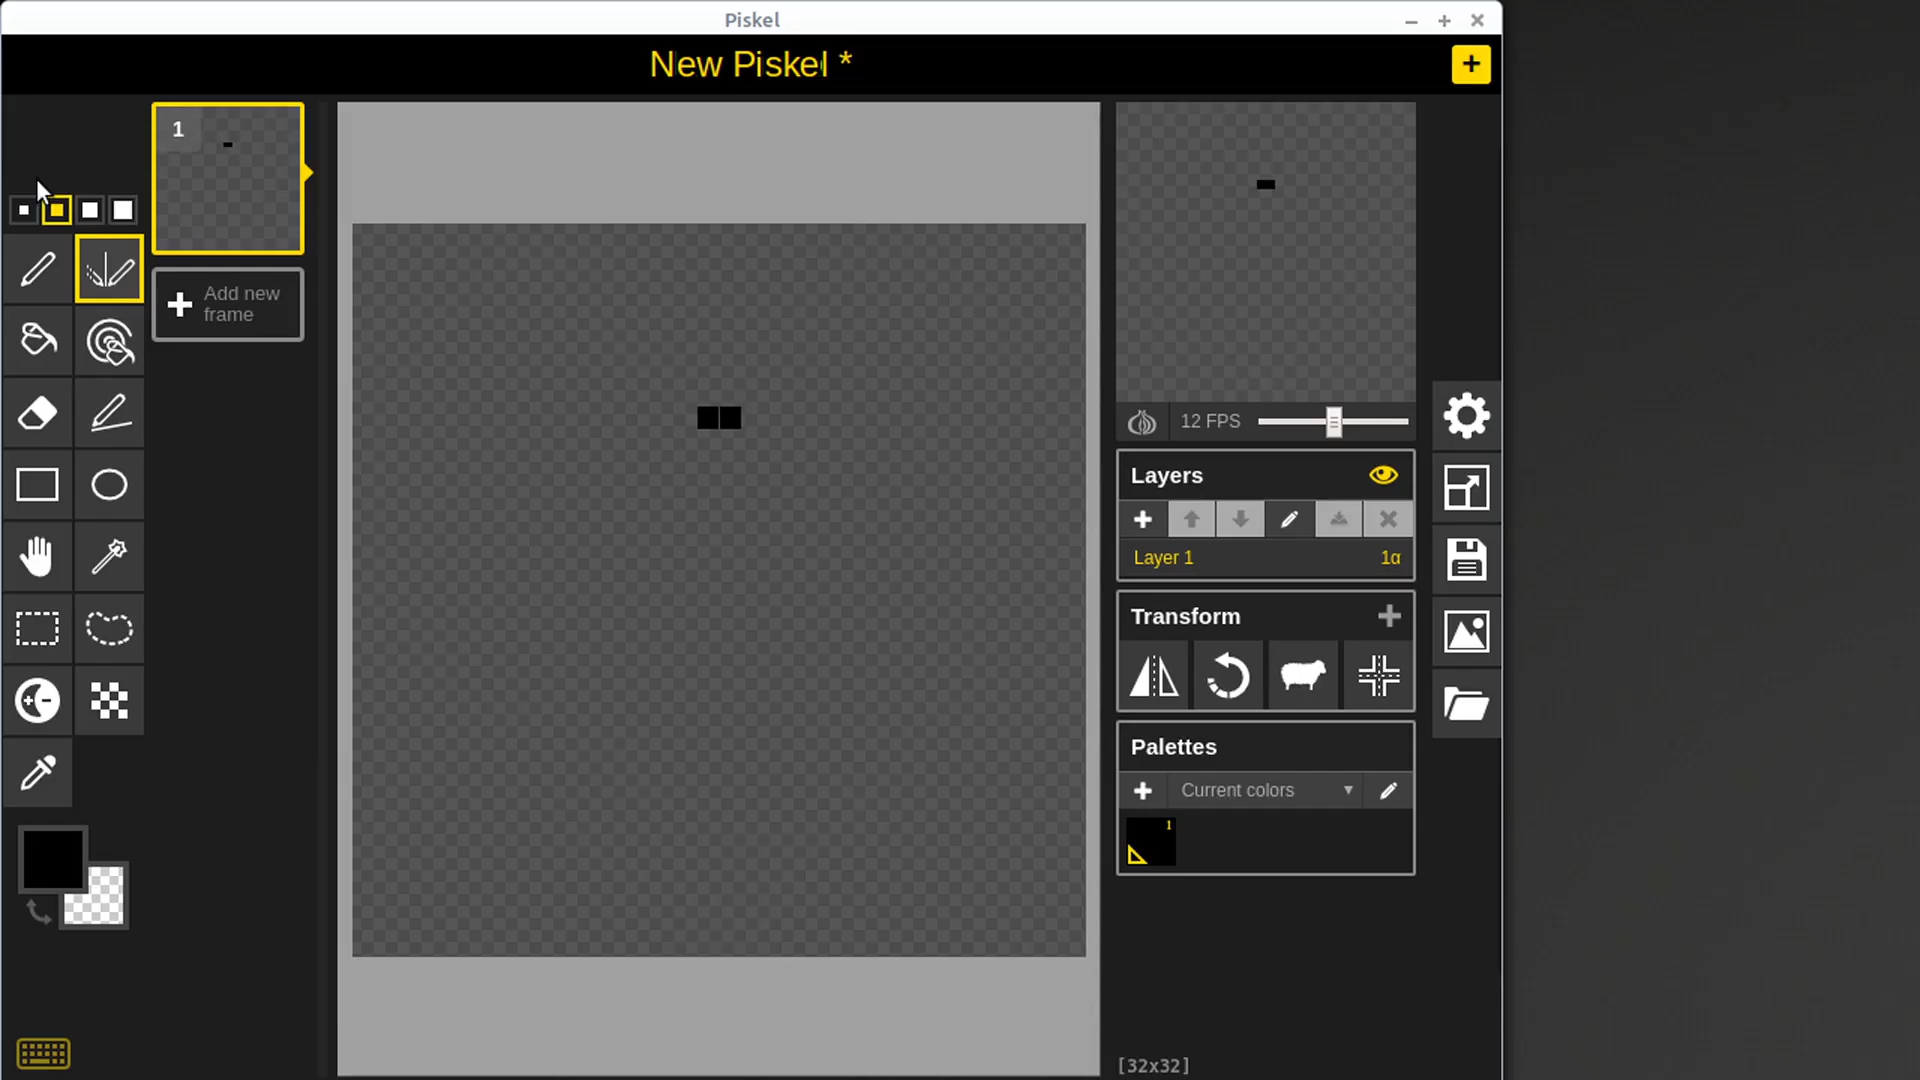 Piskel
New Piskel *
1
Add new
frame
12 FPS
Layers
Layer 1
1α
Transform
Palettes
Current colors
1
[32x32]